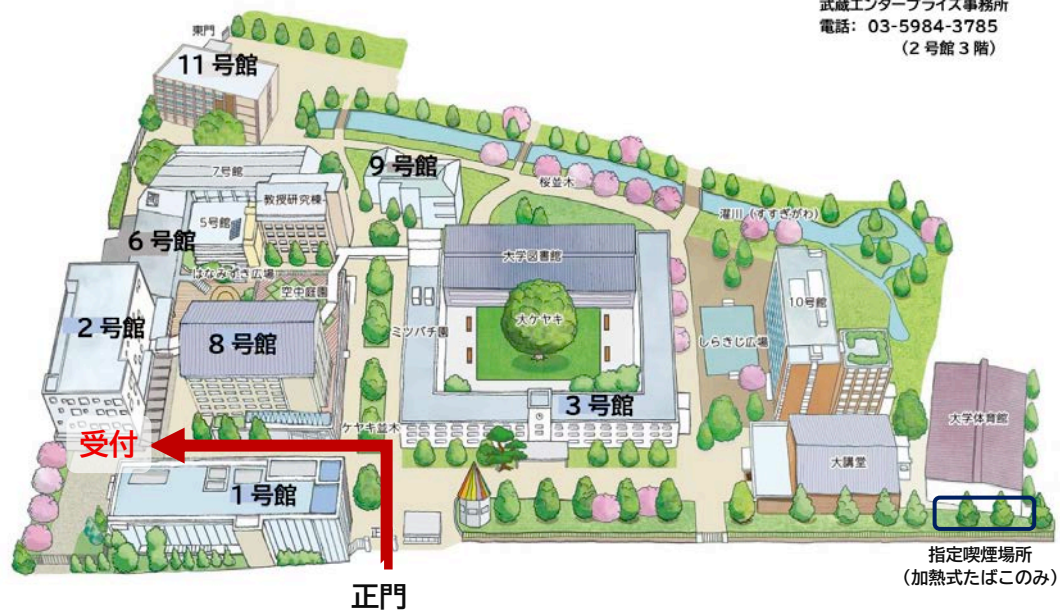 武蔵エンタープライズ事務所
電話： 03-5984-3785
（2号館3階）
東門
11号館
7号館
9号館
教授研究棟
桜並木
5号館
濯川（すすぎがわ）
6号館
はなみずき広場
大学図書館
空中庭園
10号館
2号館
大ケヤキ
8号館
ミツバチ園
しらきじ広場
3号館
ケヤキ並木
大学体育館
受付
大講堂
1号館
正門
指定喫煙場所
（加熱式たばこのみ）